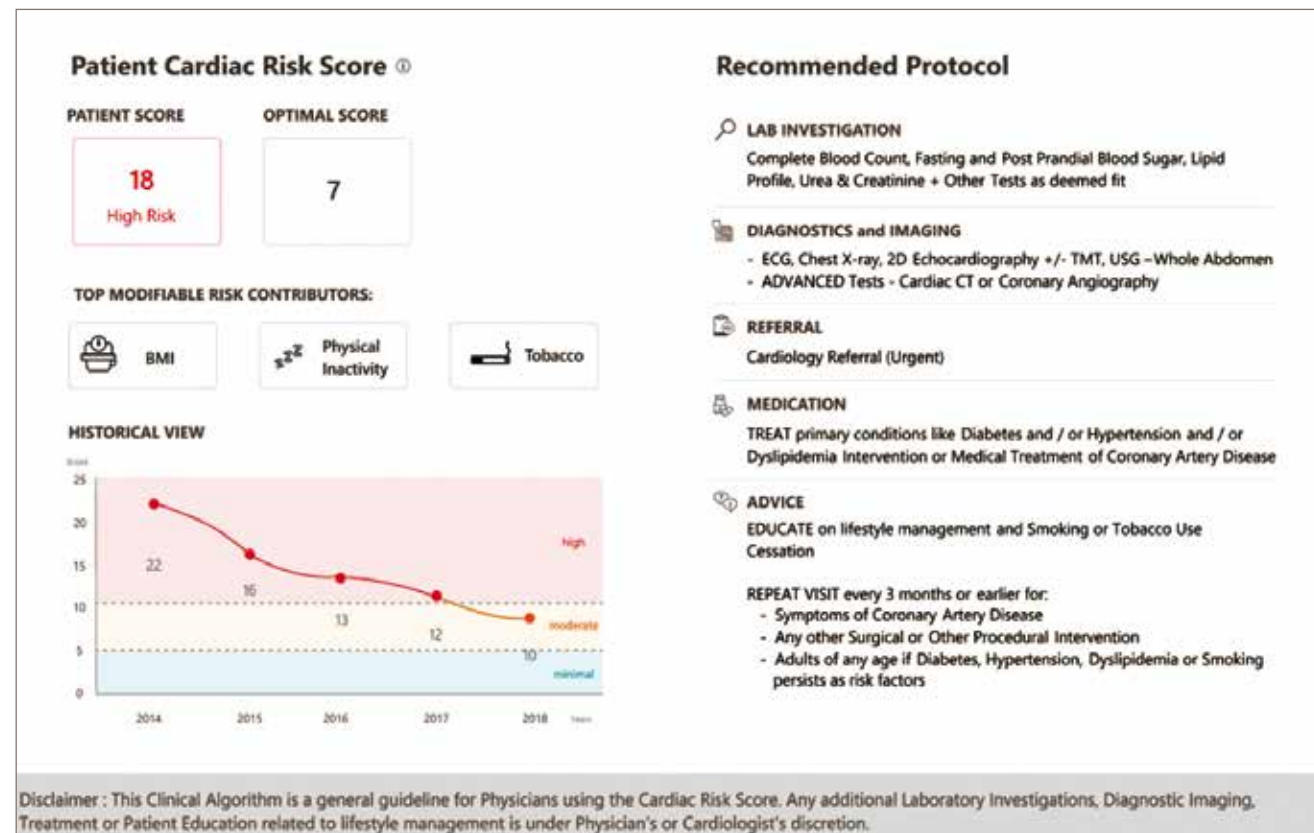 Patient Cardiac Risk Score
PATIENT SCORE
OPTIMAL SCORE
18
High Risk
7
TOP MODIFIABLE RISK CONTRIBUTORS:
BMI
Physical
Inactivity
Tobacco
HISTORICAL VIEW
25
20
15
10
5
0
22
16
13
12
10
high
moderate
minimal
2014
2015
2016
2017
2018
Years
Recommended Protocol
LAB INVESTIGATION
Complete Blood Count, Fasting and Post Prandial Blood Sugar, Lipid
Profile, Urea & Creatinine + Other Tests as deemed fit
DIAGNOSTICS and IMAGING
- ECG, Chest X-ray, 2D Echocardiography +/- TMT, USG –Whole Abdomen
- ADVANCED Tests - Cardiac CT or Coronary Angiography
REFERRAL
Cardiology Referral (Urgent)
MEDICATION
TREAT primary conditions like Diabetes and / or Hypertension and / or
Dyslipidemia Intervention or Medical Treatment of Coronary Artery Disease
ADVICE
EDUCATE on lifestyle management and Smoking or Tobacco Use
Cessation
REPEAT VISIT every 3 months or earlier for:
- Symptoms of Coronary Artery Disease
- Any other Surgical or Other Procedural Intervention
- Adults of any age if Diabetes, Hypertension, Dyslipidemia or Smoking
persists as risk factors
Disclaimer : This Clinical Algorithm is a general guideline for Physicians using the Cardiac Risk Score. Any additional Laboratory Investigations, Diagnostic Imaging,
Treatment or Patient Education related to lifestyle management is under Physician's or Cardiologist's discretion.